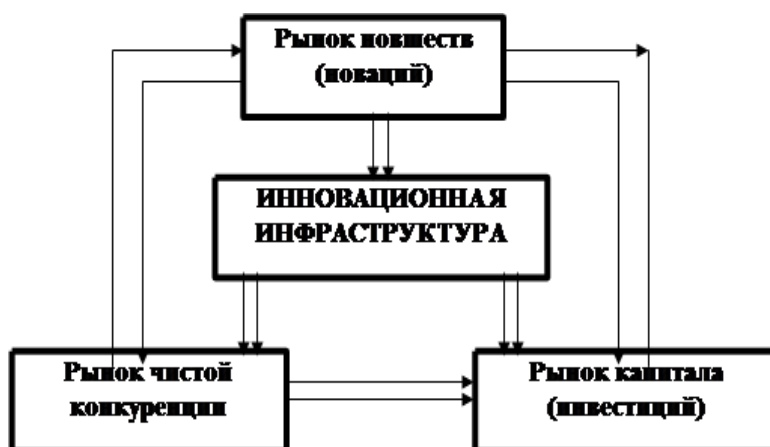 Рынок новшеств
(новаций)
ИННОВАЦИОННАЯ
ИНФРАСТРУКТУРА
Рынок чистой
конкуренции
Рынок капитала
(инвестиций)